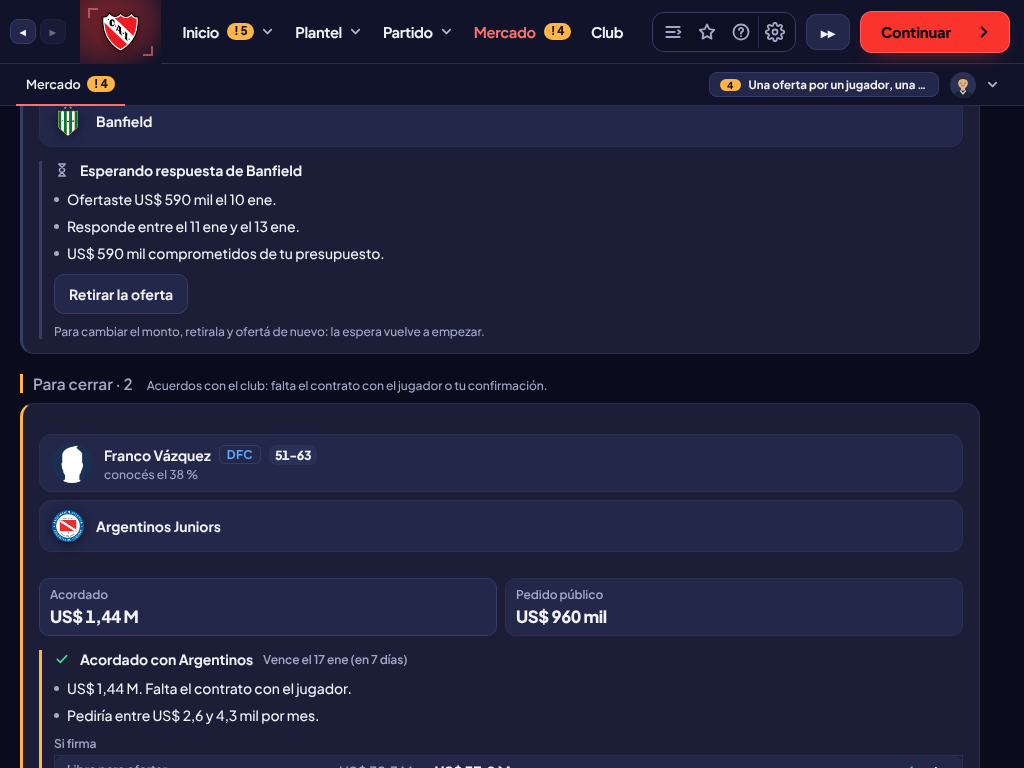 Inicio ! 5 Plantel Partido Mercado ! 4 Club Continuar
Mercado ! 4
4 Una oferta por un jugador, una ...
Banfield
Esperando respuesta de Banfield
Ofertaste US$ 590 mil el 10 ene.
Responde entre el 11 ene y el 13 ene.
US$ 590 mil comprometidos de tu presupuesto.
Retirar la oferta
Para cambiar el monto, retirala y ofertá de nuevo: la espera vuelve a empezar.
Para cerrar · 2 Acuerdos con el club: falta el contrato con el jugador o tu confirmación.
Franco Vázquez DFC 51–63
conocés el 38 %
Argentinos Juniors
Acordado
US$ 1,44 M
Pedido público
US$ 960 mil
Acordado con Argentinos Vence el 17 ene (en 7 días)
US$ 1,44 M. Falta el contrato con el jugador.
Pediría entre US$ 2,6 y 4,3 mil por mes.
Si firma